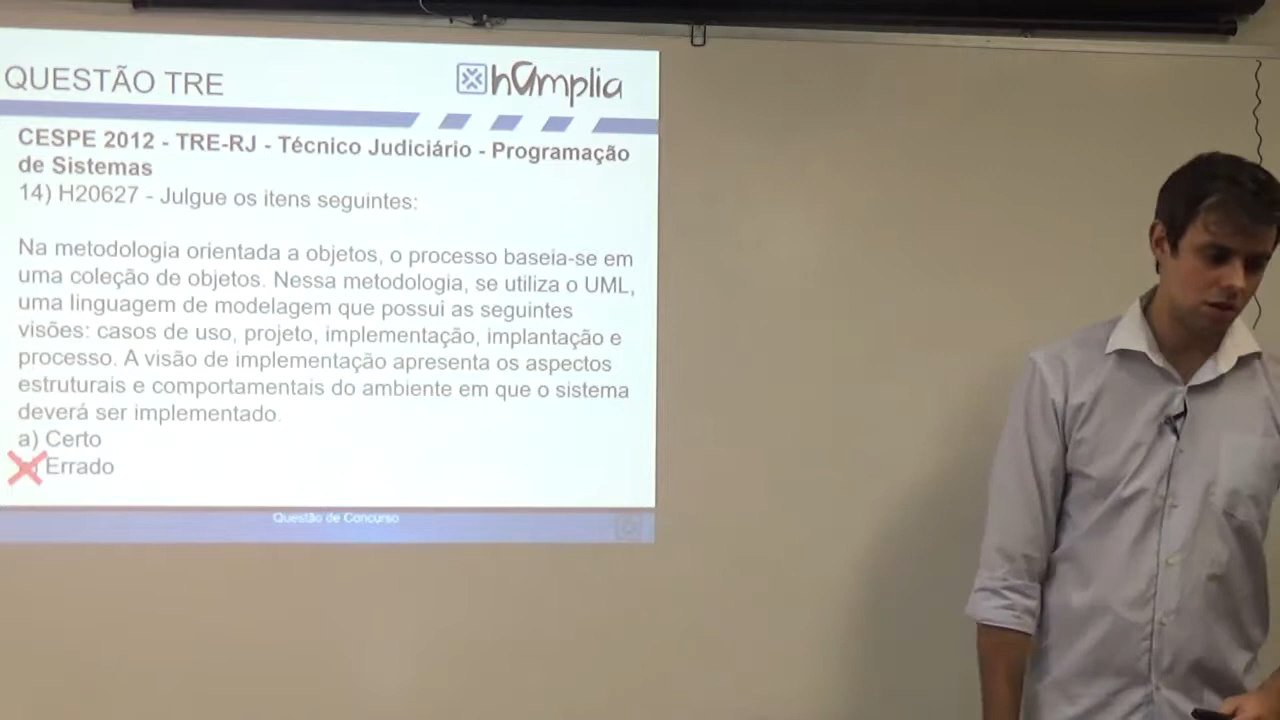 QUESTÃO TRE
hamplia
CESPE 2012 - TRE-RJ - Técnico Judiciário - Programação
de Sistemas
14) H20627 - Julgue os itens seguintes:
Na metodologia orientada a objetos, o processo baseia-se em
uma coleção de objetos. Nessa metodologia, se utiliza o UML,
uma linguagem de modelagem que possui as seguintes
visões: casos de uso, projeto, implementação, implantação e
processo. A visão de implementação apresenta os aspectos
estruturais e comportamentais do ambiente em que o sistema
deverá ser implementado.
a) Certo
Errado
Questão de Concurso